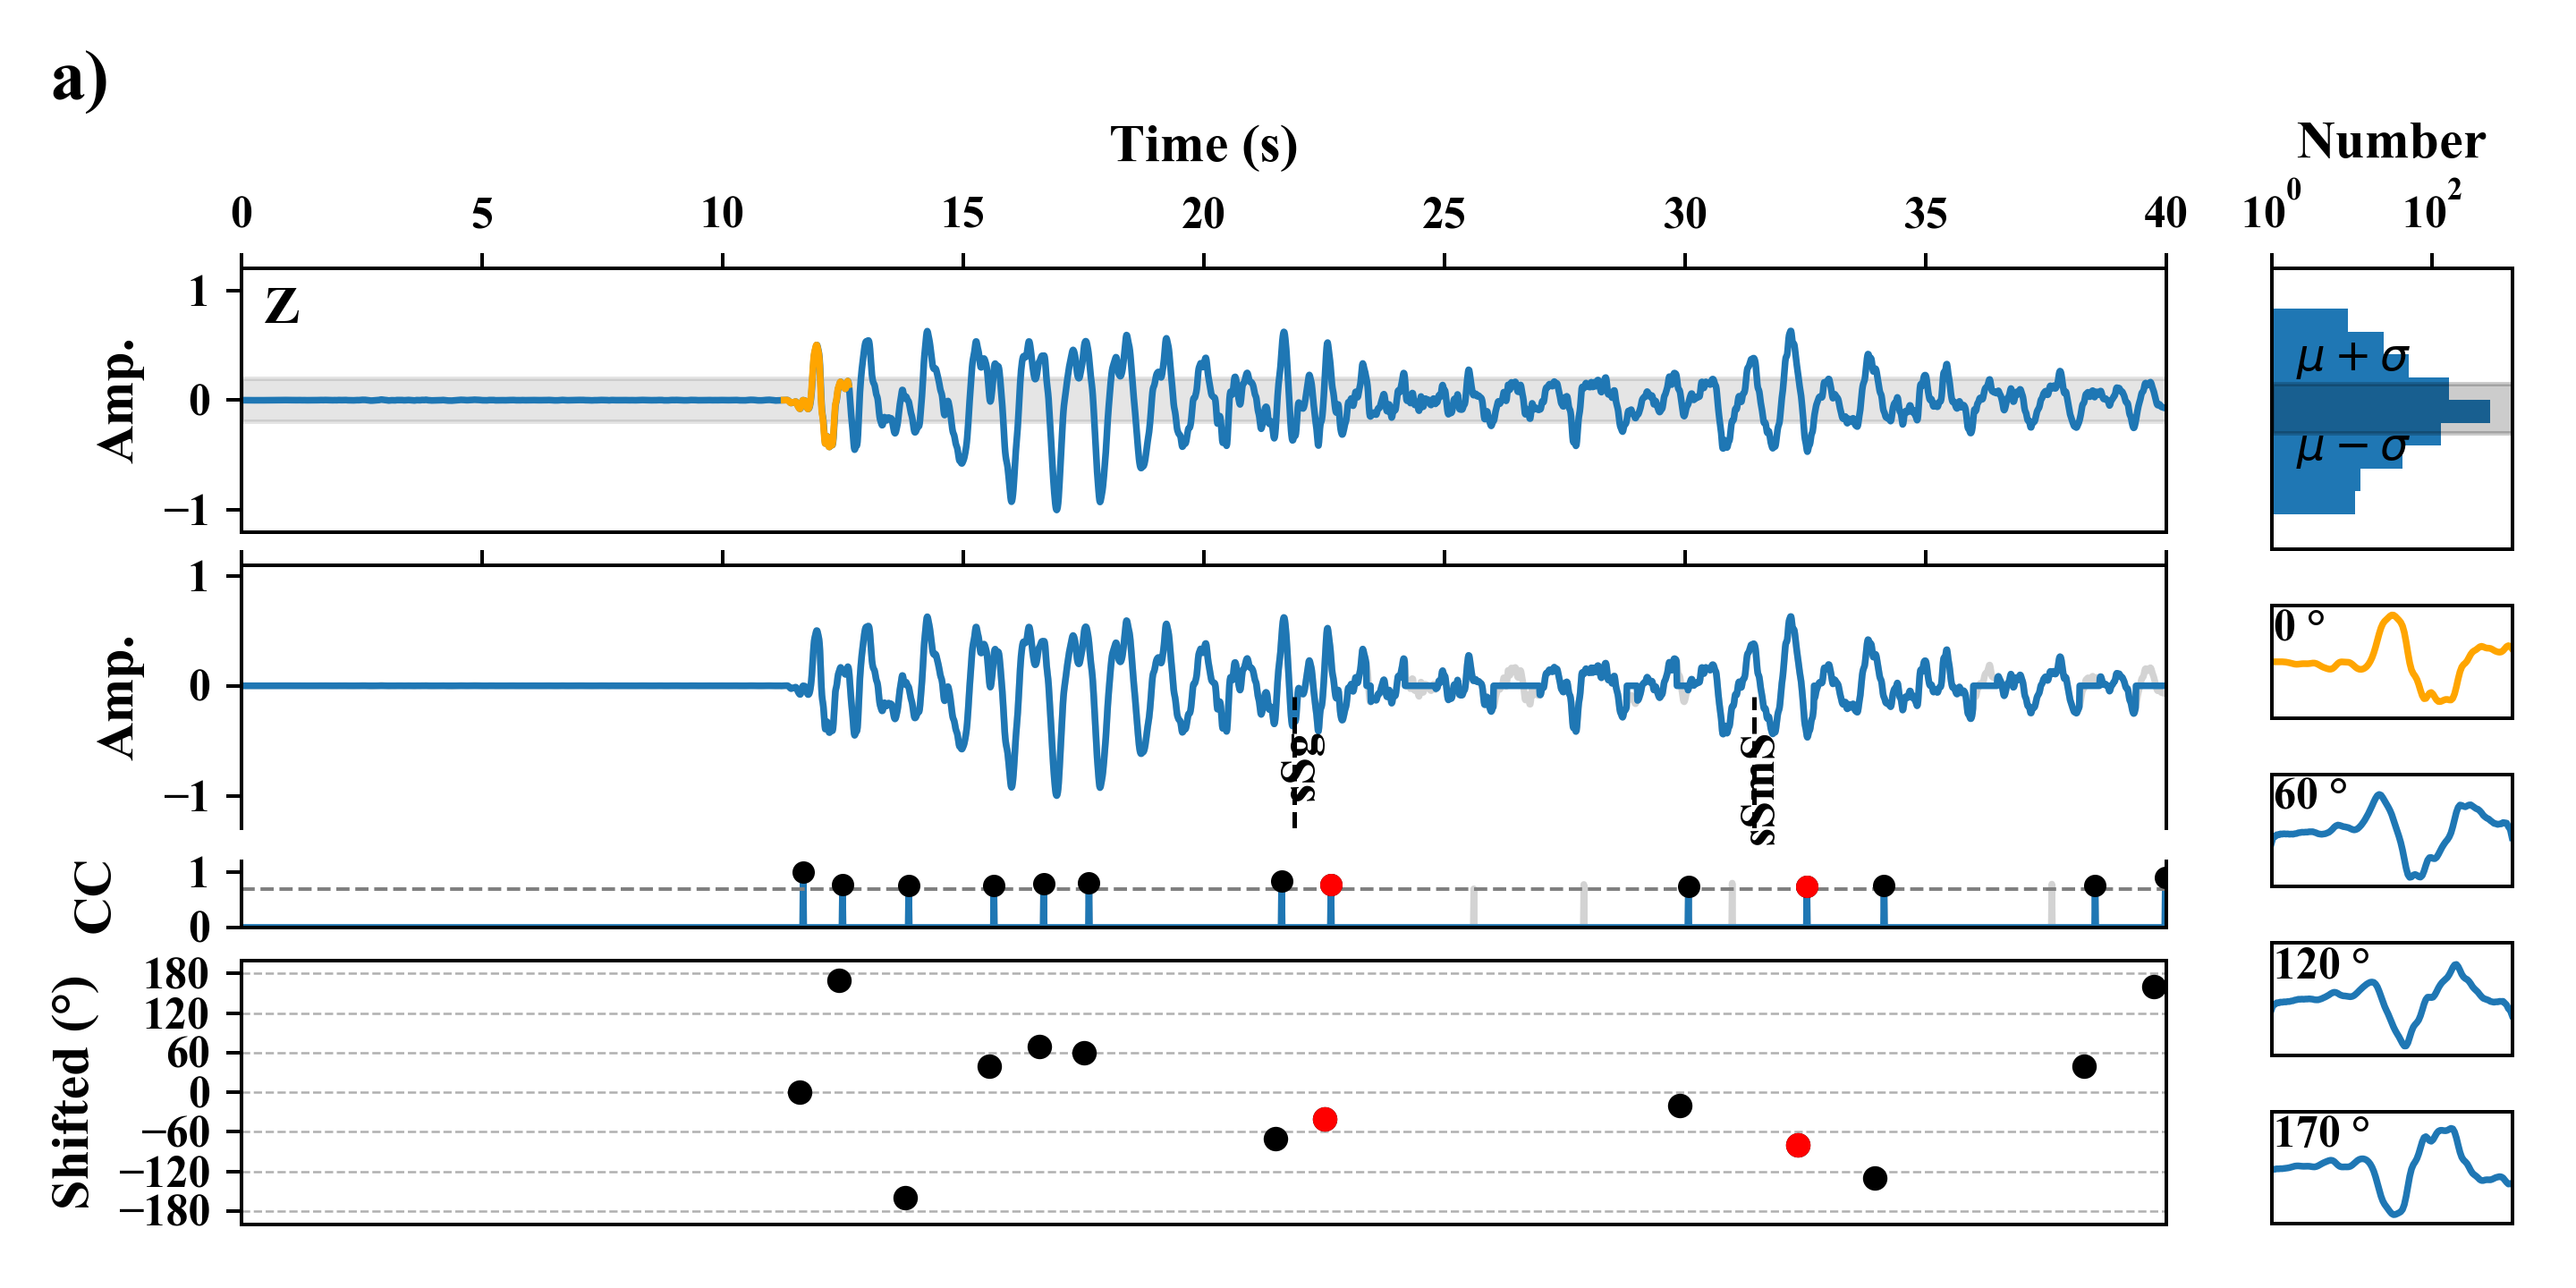 a)
Time (s)
Number
0 5 10 15 20 25 30 35 40
10^0 10^2
Z
Amp.
1
0
−1
μ + σ
μ − σ
Amp.
1
0
−1
sSg
sSmS
0 °
60 °
CC
1
0
120 °
Shifted (°)
180
120
60
0
−60
−120
−180
170 °